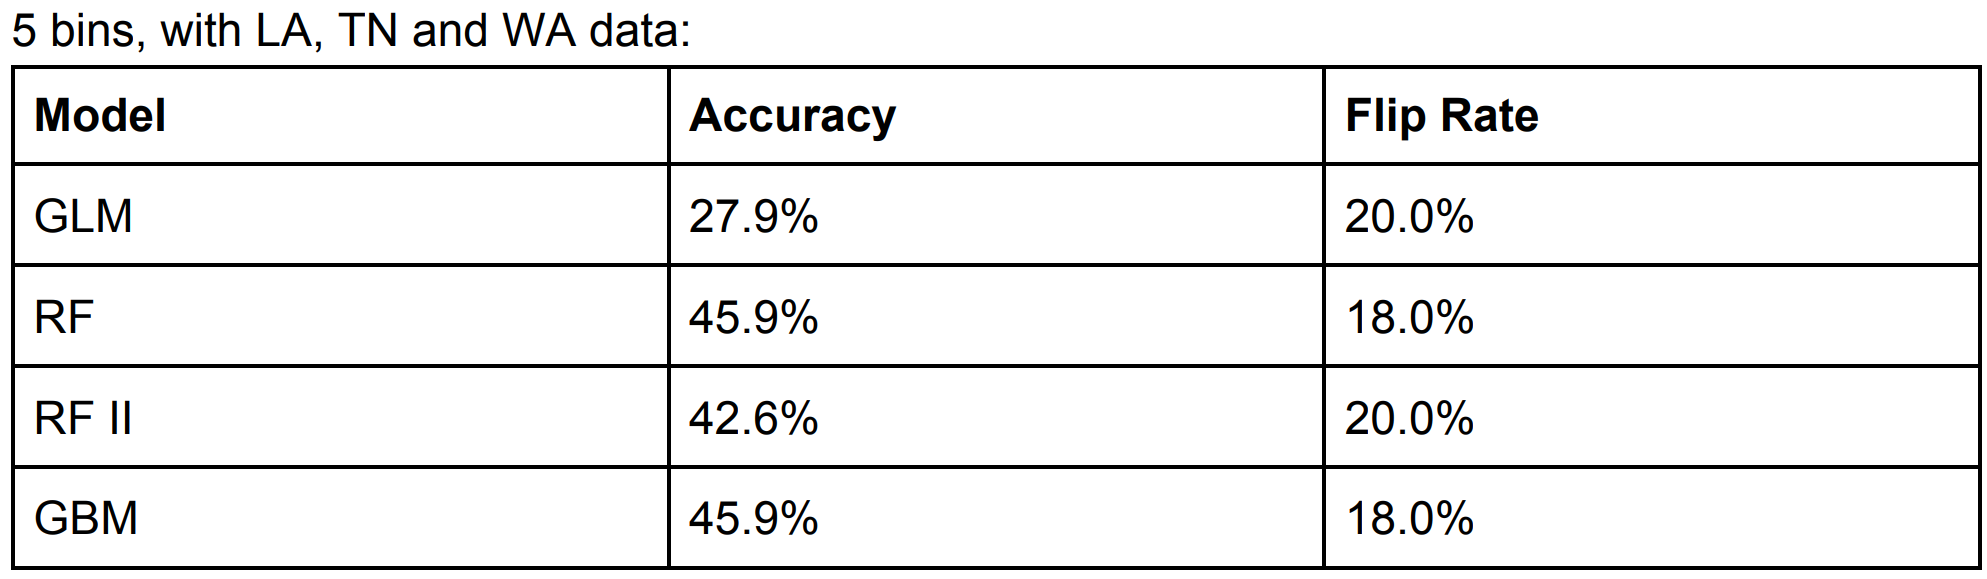 5 bins, with LA, TN and WA data:
Model Accuracy Flip Rate
GLM 27.9% 20.0%
RF 45.9% 18.0%
RF II 42.6% 20.0%
GBM 45.9% 18.0%